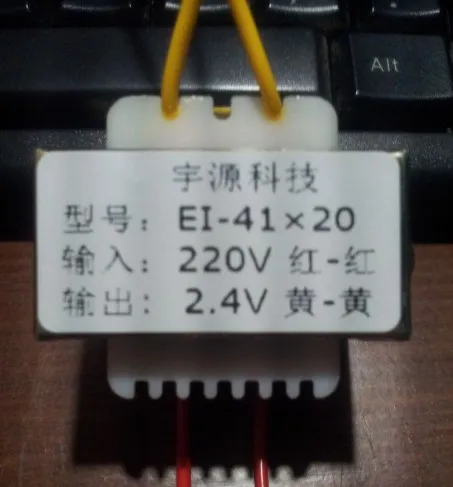 Alt
宇源科技
型号： EI-41×20
输入： 220V 红-红
输出： 2.4V 黄-黄